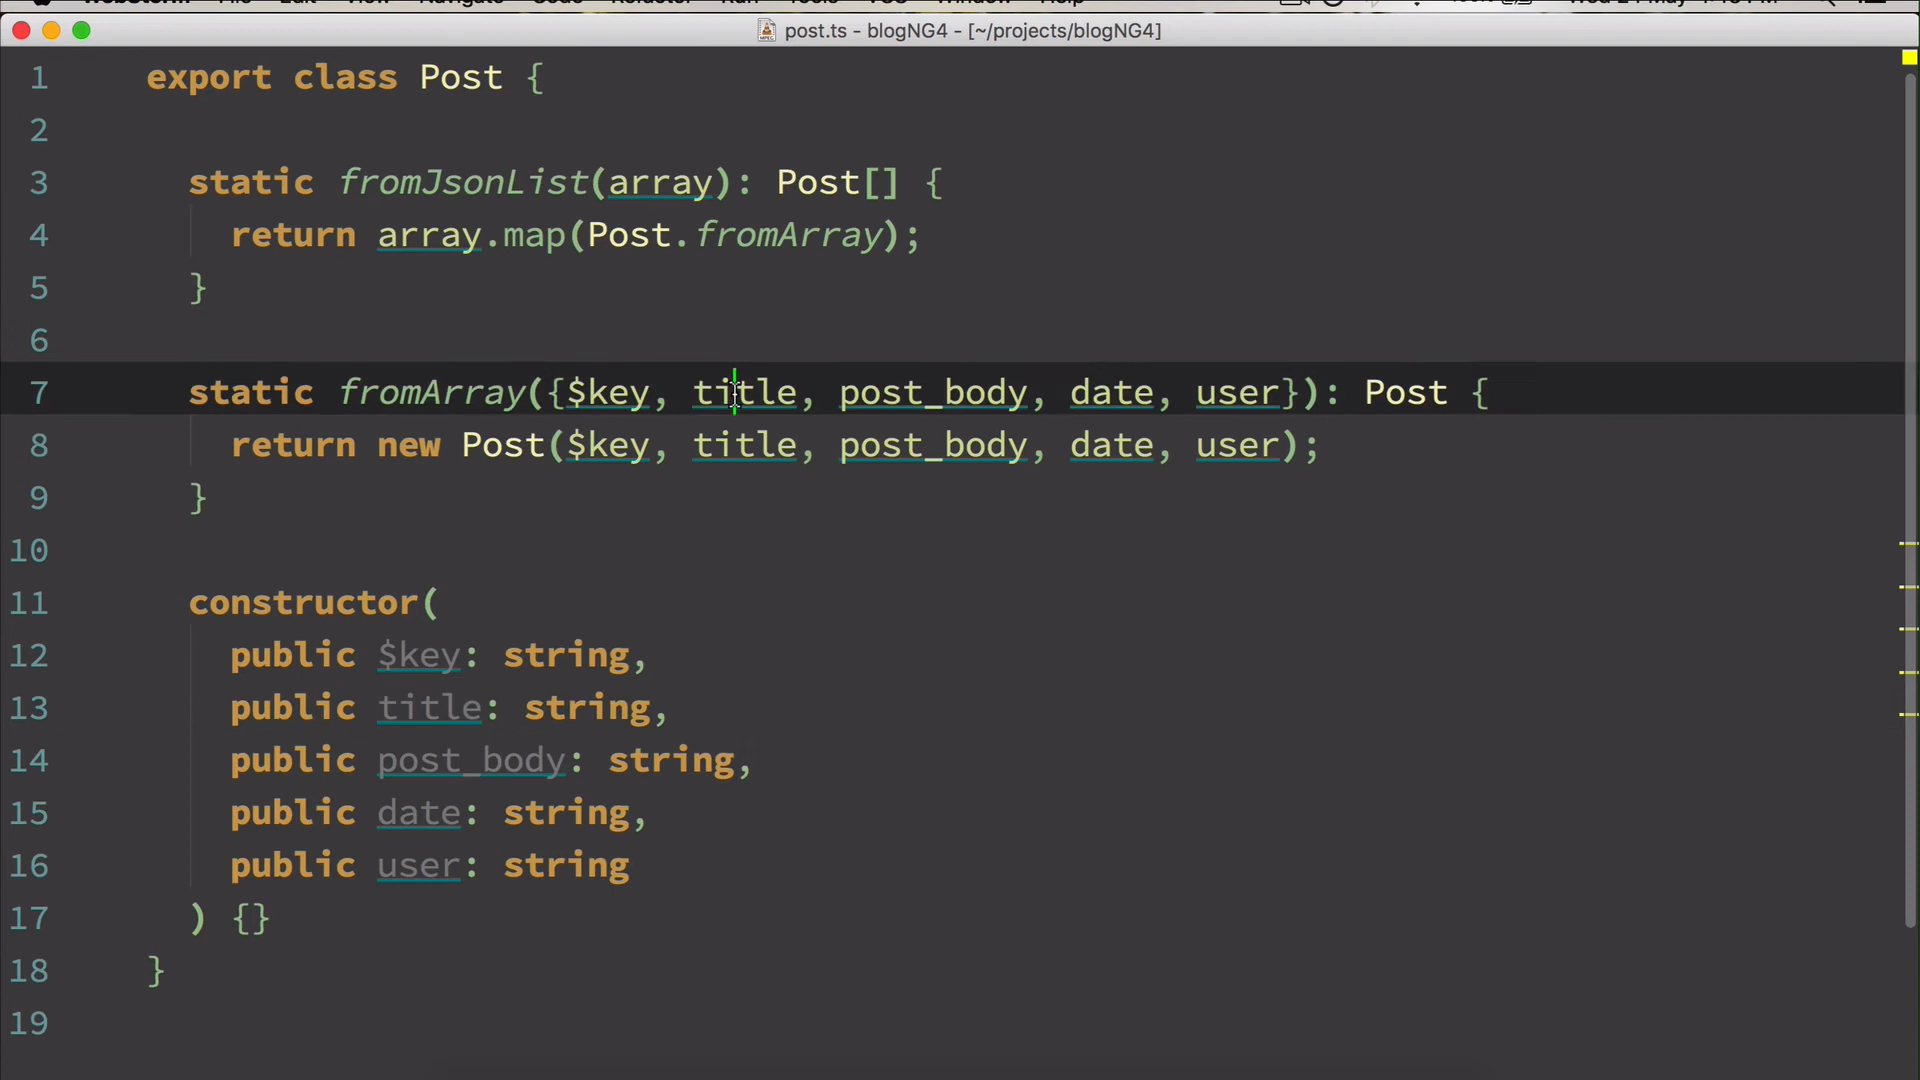 post.ts - blogNG4 - [~/projects/blogNG4]
1 export class Post {
2
3 static fromJsonList(array): Post[] {
4 return array.map(Post.fromArray);
5 }
6
7 static fromArray({$key, title, post_body, date, user}): Post {
8 return new Post($key, title, post_body, date, user);
9 }
10
11 constructor(
12 public $key: string,
13 public title: string,
14 public post_body: string,
15 public date: string,
16 public user: string
17 ) {}
18 }
19